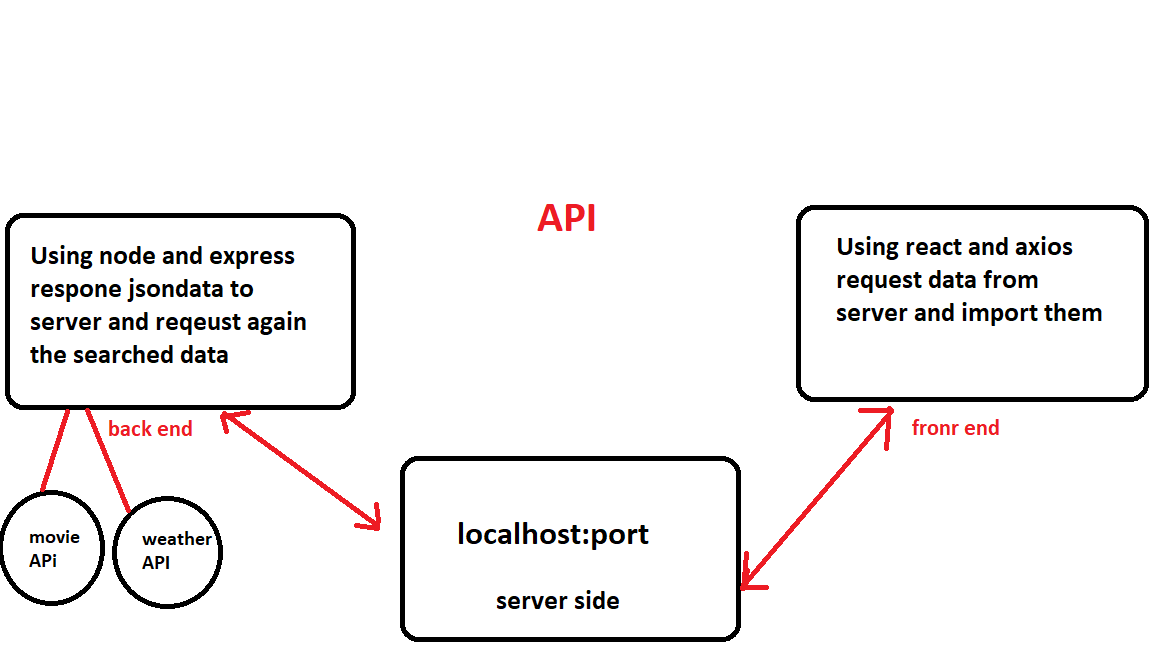 API
Using node and express
respone jsondata to
server and reqeust again
the searched data
Using react and axios
request data from
server and import them
back end
fronr end
movie
APi
weather
API
localhost:port
server side